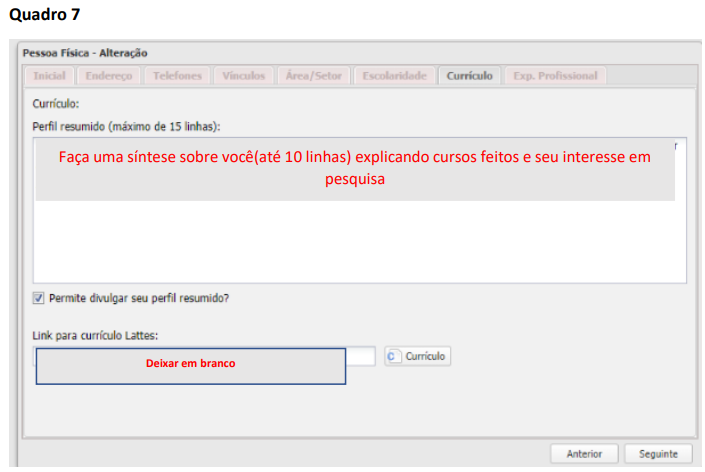 Quadro 7
Pessoa Física - Alteração
Inicial Endereço Telefones Vínculos Área/Setor Escolaridade Currículo Exp. Profissional
Currículo:
Perfil resumido (máximo de 15 linhas):
Faça uma síntese sobre você(até 10 linhas) explicando cursos feitos e seu interesse em
pesquisa
Permite divulgar seu perfil resumido?
Link para currículo Lattes:
Deixar em branco
C Currículo
Anterior Seguinte